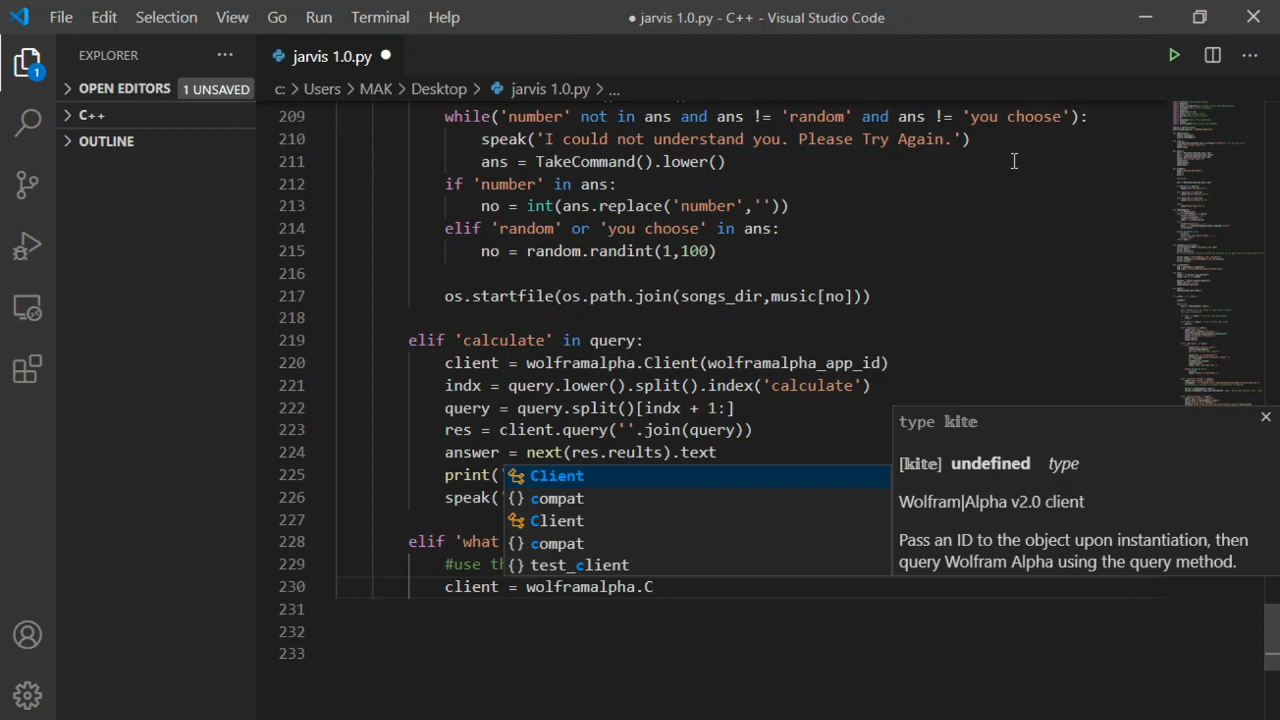 File Edit Selection View Go Run Terminal Help ● jarvis 1.0.py - C++ - Visual Studio Code
EXPLORER ···
jarvis 1.0.py ●
OPEN EDITORS 1 UNSAVED
C++
OUTLINE
1
c: > Users > MAK > Desktop > jarvis 1.0.py > ...
209 while('number' not in ans and ans != 'random' and ans != 'you choose'):
210 speak('I could not understand you. Please Try Again.')
211 ans = TakeCommand().lower()
212 if 'number' in ans:
213 no = int(ans.replace('number',''))
214 elif 'random' or 'you choose' in ans:
215 no = random.randint(1,100)
216
217 os.startfile(os.path.join(songs_dir,music[no]))
218
219 elif 'calculate' in query:
220 client = wolframalpha.Client(wolframalpha_app_id)
221 indx = query.lower().split().index('calculate')
222 query = query.split()[indx + 1:]
223 res = client.query(''.join(query))
224 answer = next(res.reults).text
225 print(
226 speak(
227
228 elif 'what
229 #use th
230 client = wolframalpha.C
231
232
233
Client
{} compat
Client
{} compat
{} test_client
type kite
[kite] undefined type
Wolfram|Alpha v2.0 client
Pass an ID to the object upon instantiation, then
query Wolfram Alpha using the query method.